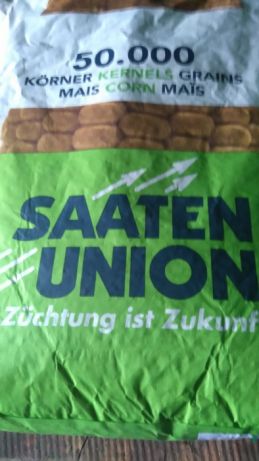 50.000
KÖRNER KERNELS GRAINS
MAIS CORN MAÏS
SAATEN
UNION
Züchtung ist Zukunf